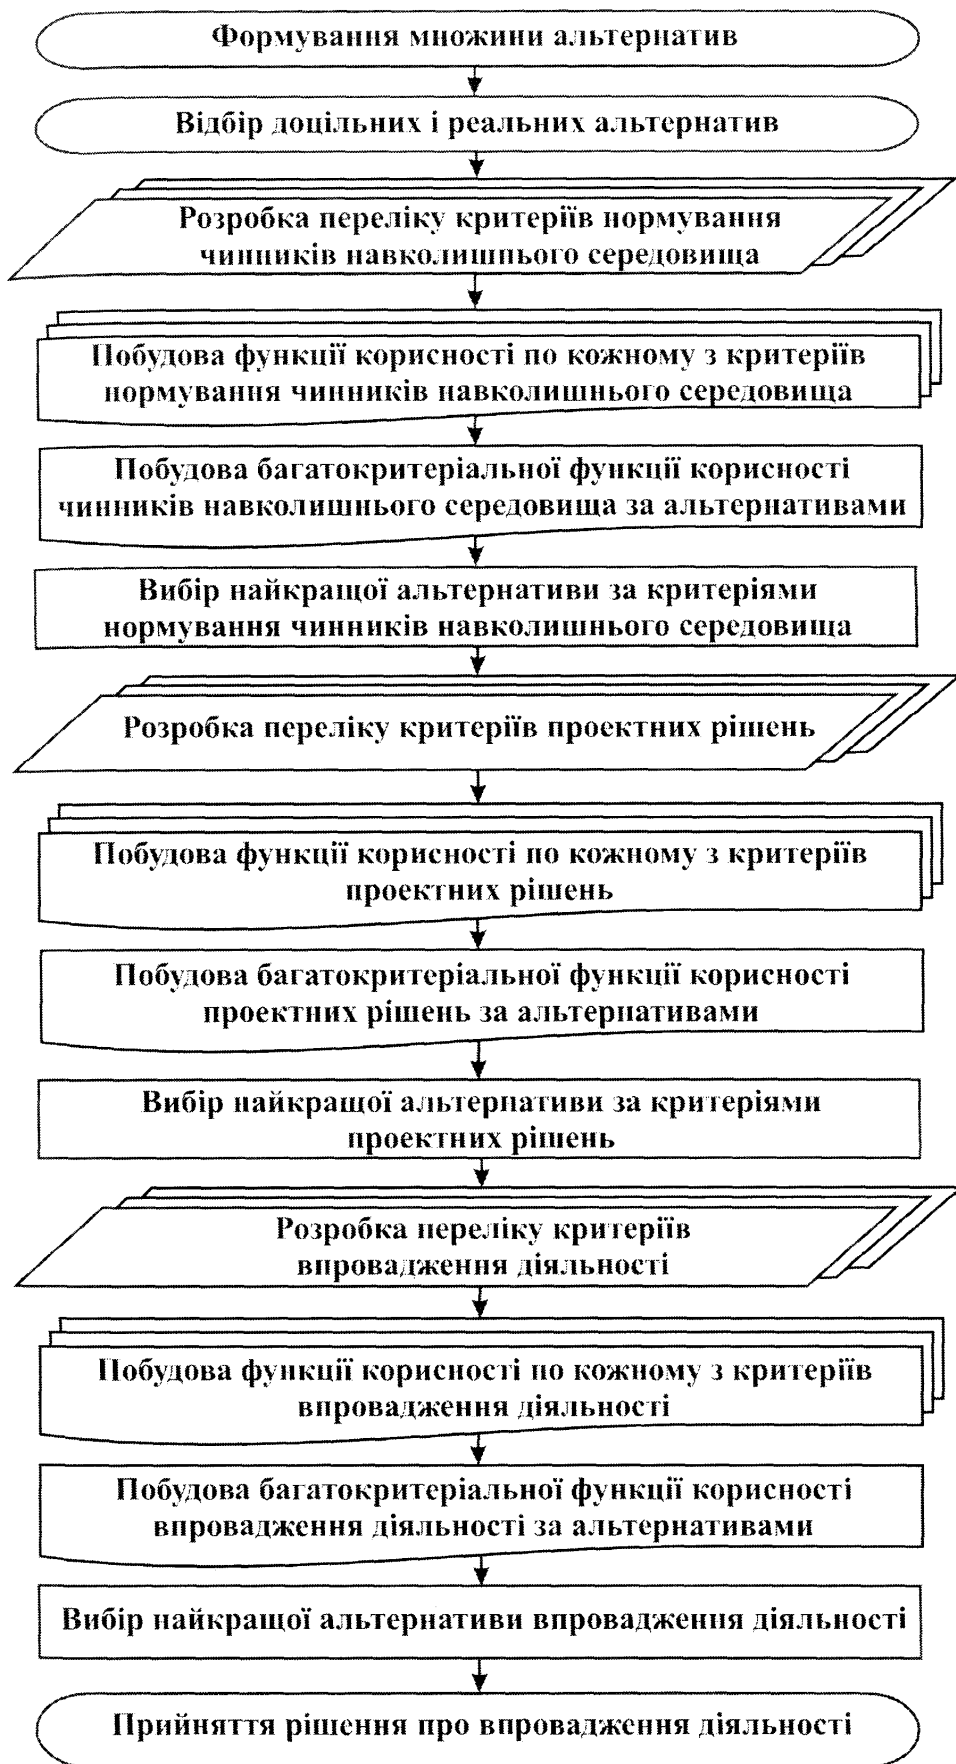 Формування множини альтернатив
Відбір доцільних і реальних альтернатив
Розробка переліку критеріїв нормування
чинників навколишнього середовища
Побудова функції корисності по кожному з критеріїв
нормування чинників навколишнього середовища
Побудова багатокритеріальної функції корисності
чинників навколишнього середовища за альтернативами
Вибір найкращої альтернативи за критеріями
нормування чинників навколишнього середовища
Розробка переліку критеріїв проектних рішень
Побудова функції корисності по кожному з критеріїв
проектних рішень
Побудова багатокритеріальної функції корисності
проектних рішень за альтернативами
Вибір найкращої альтернативи за критеріями
проектних рішень
Розробка переліку критеріїв
впровадження діяльності
Побудова функції корисності по кожному з критеріїв
впровадження діяльності
Побудова багатокритеріальної функції корисності
впровадження діяльності за альтернативами
Вибір найкращої альтернативи впровадження діяльності
Прийняття рішення про впровадження діяльності